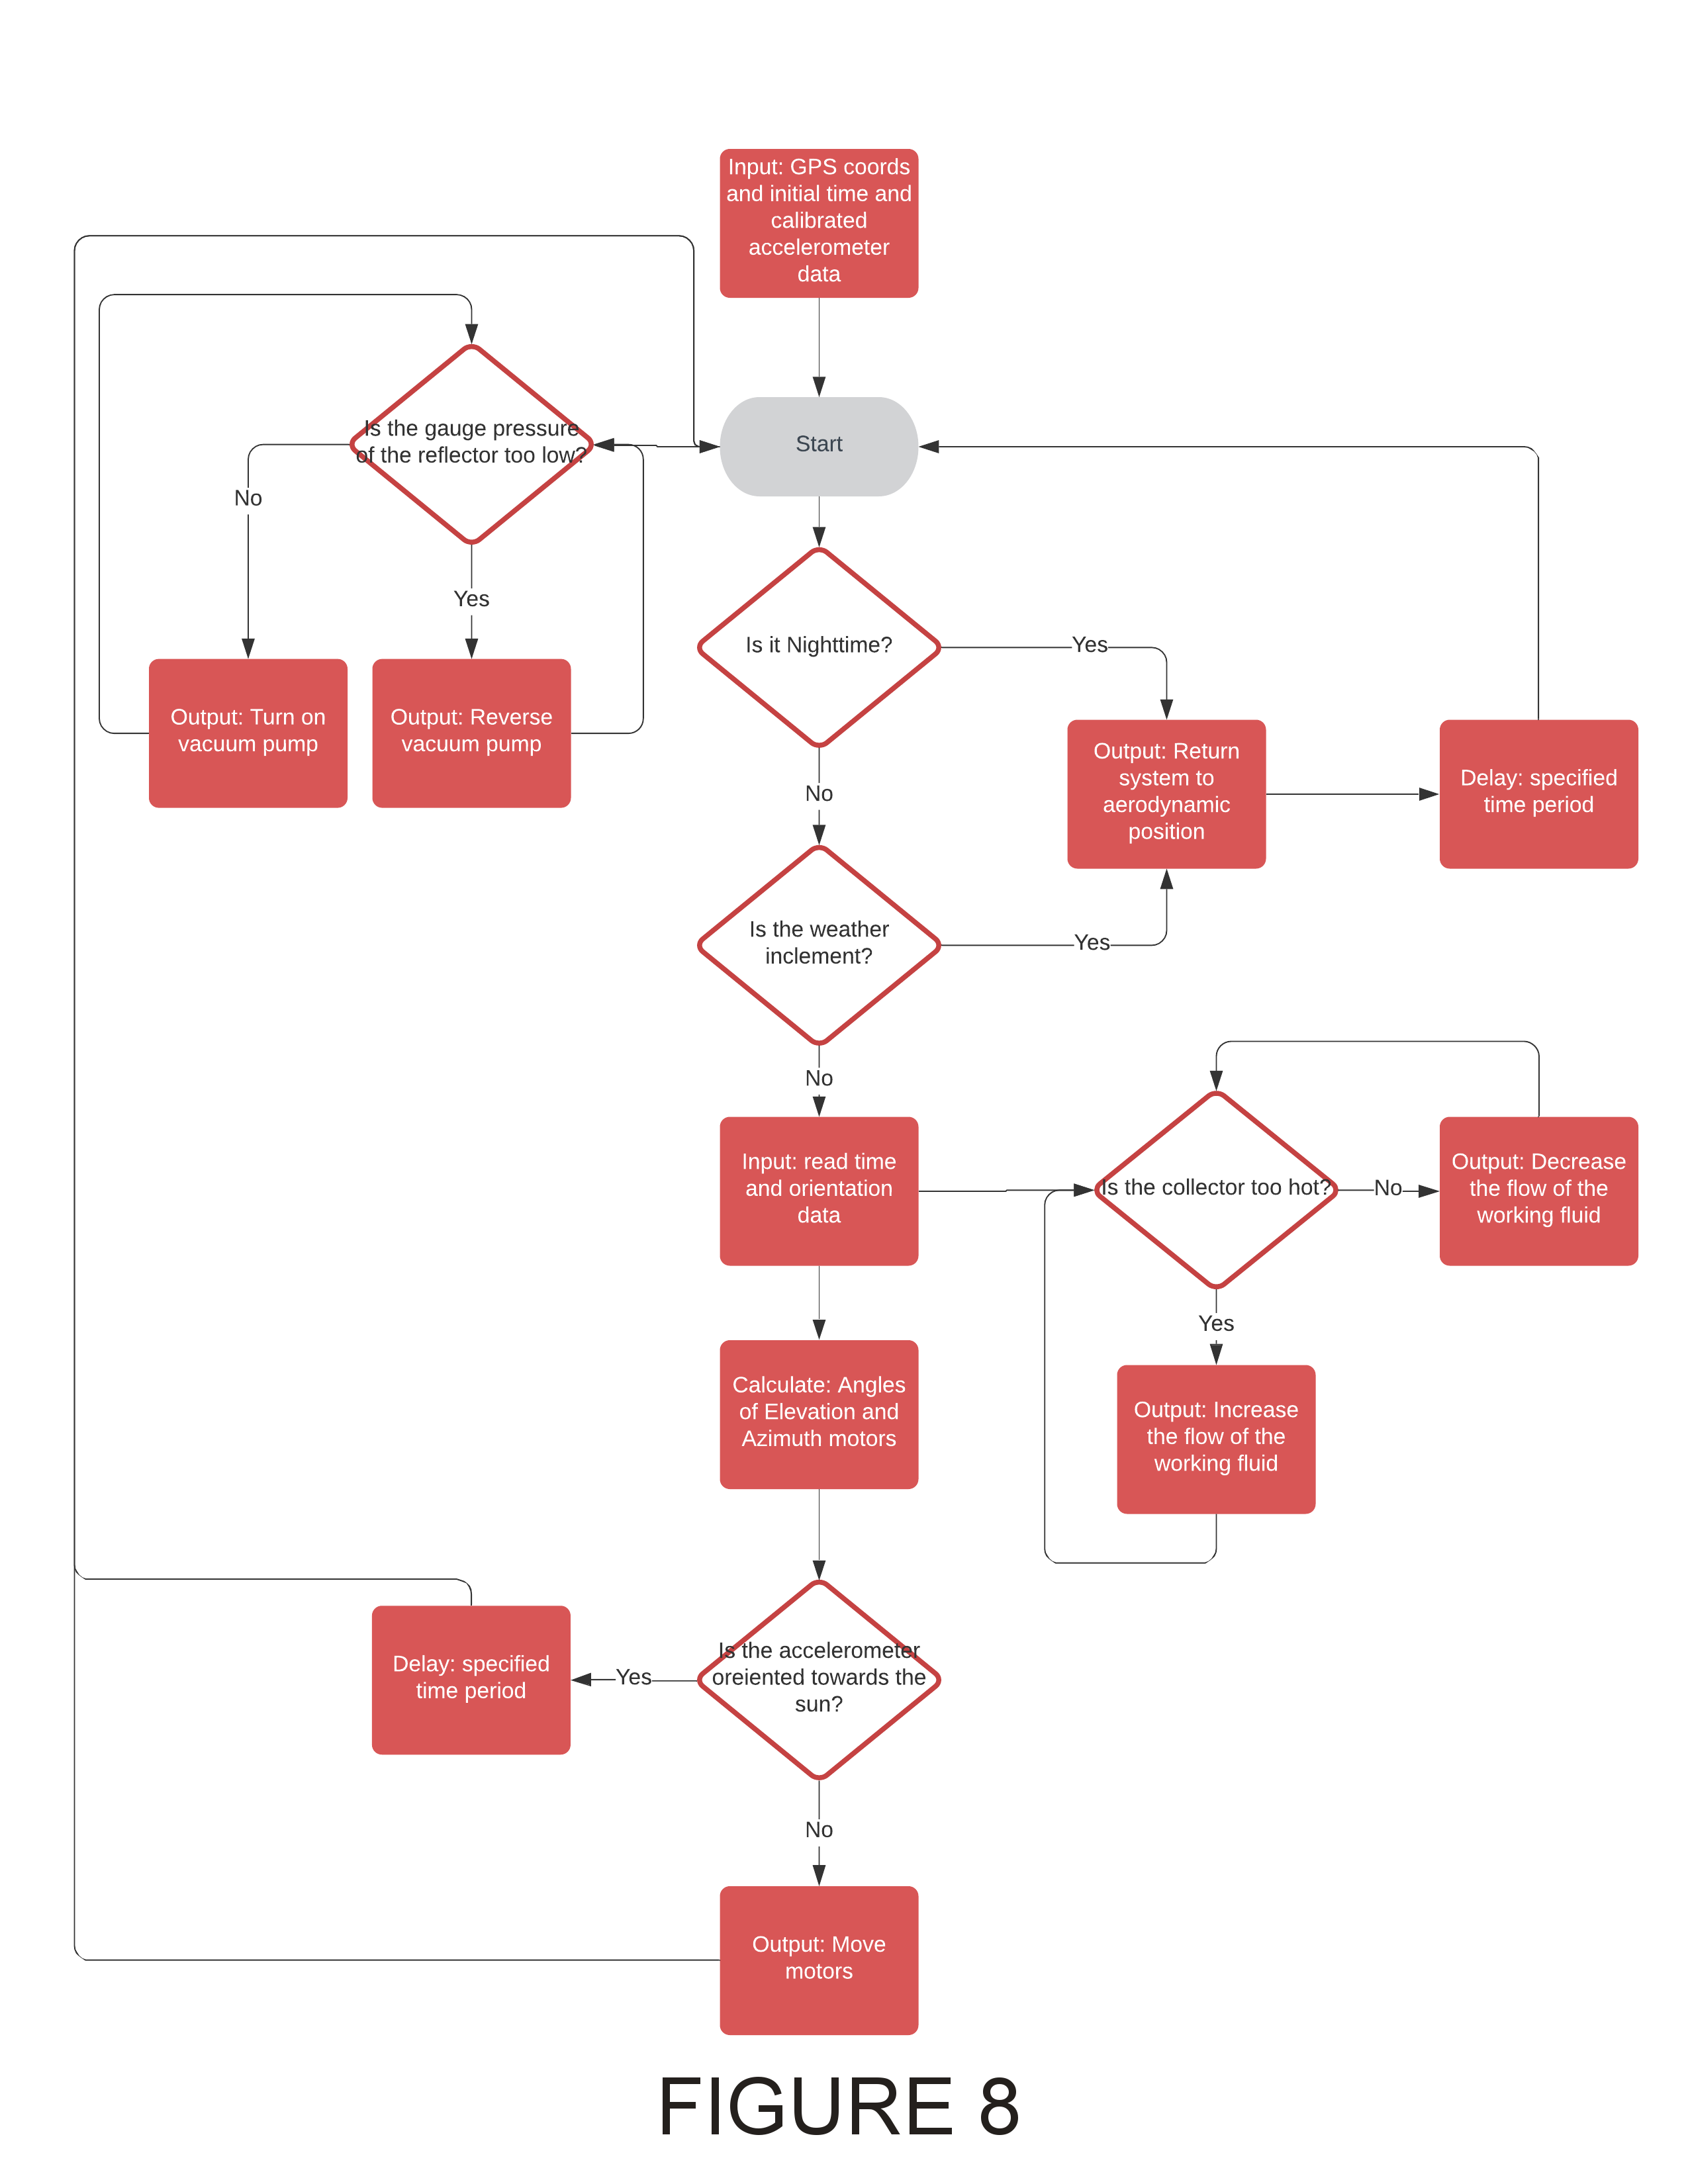 Input: GPS coords
and initial time and
calibrated
accelerometer
data
Start
Is the gauge pressure
of the reflector too low?
No
Yes
Output: Turn on
vacuum pump
Output: Reverse
vacuum pump
Is it Nighttime?
Yes
No
Output: Return
system to
aerodynamic
position
Delay: specified
time period
Is the weather
inclement?
Yes
No
Input: read time
and orientation
data
Is the collector too hot?
No
Output: Decrease
the flow of the
working fluid
Yes
Output: Increase
the flow of the
working fluid
Calculate: Angles
of Elevation and
Azimuth motors
Is the accelerometer
oreiented towards the
sun?
Yes
Delay: specified
time period
No
Output: Move
motors
FIGURE 8